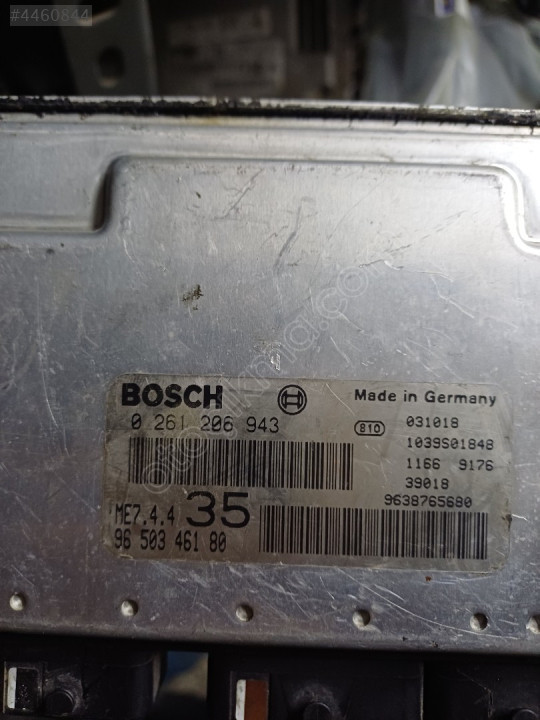 #4460844
BOSCH
Made in Germany
0 261 206 943
810
031018
1039S01848
1166 9176
39018
9638765680
ME7.4.4 35
96 503 461 80